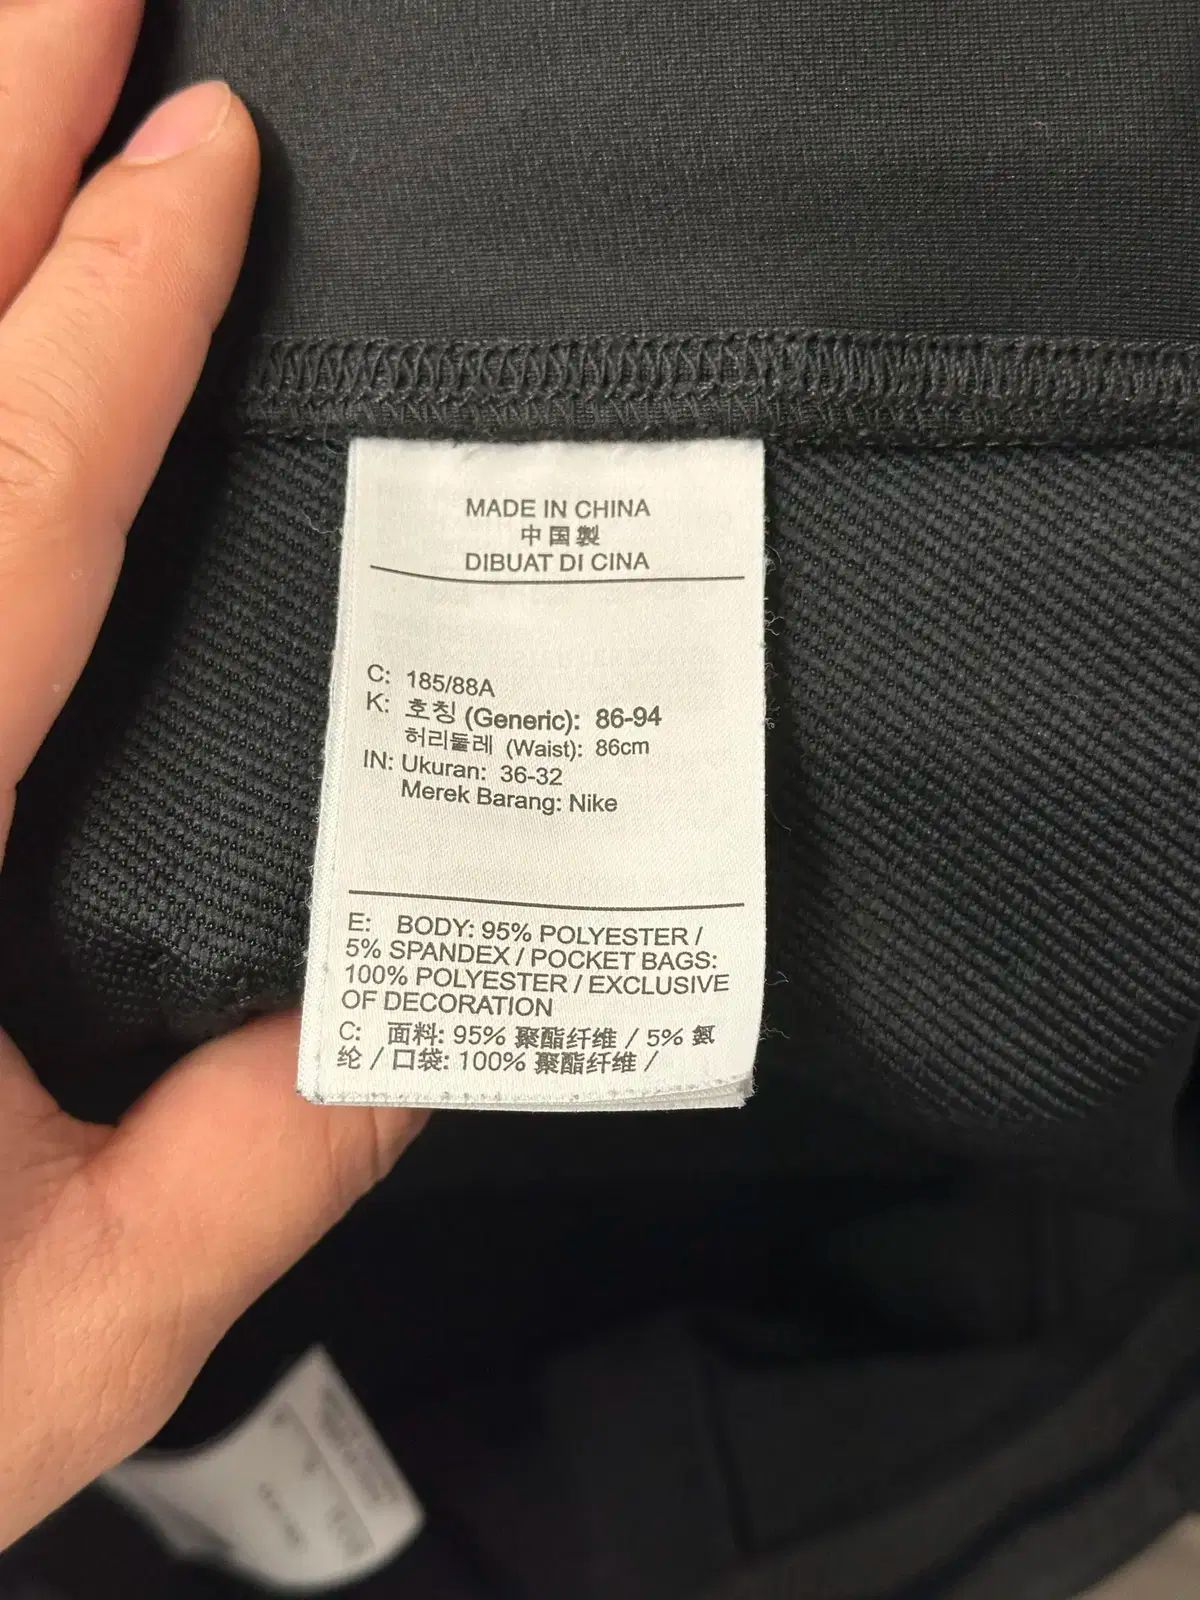 MADE IN CHINA
中国製
DIBUAT DI CINA
C: 185/88A
K: 호칭 (Generic): 86-94
허리둘레 (Waist): 86cm
IN: Ukuran: 36-32
Merek Barang: Nike
E: BODY: 95% POLYESTER /
5% SPANDEX / POCKET BAGS:
100% POLYESTER / EXCLUSIVE
OF DECORATION
C: 面料: 95% 聚酯纤维 / 5% 氨
纶 / 口袋: 100% 聚酯纤维 /